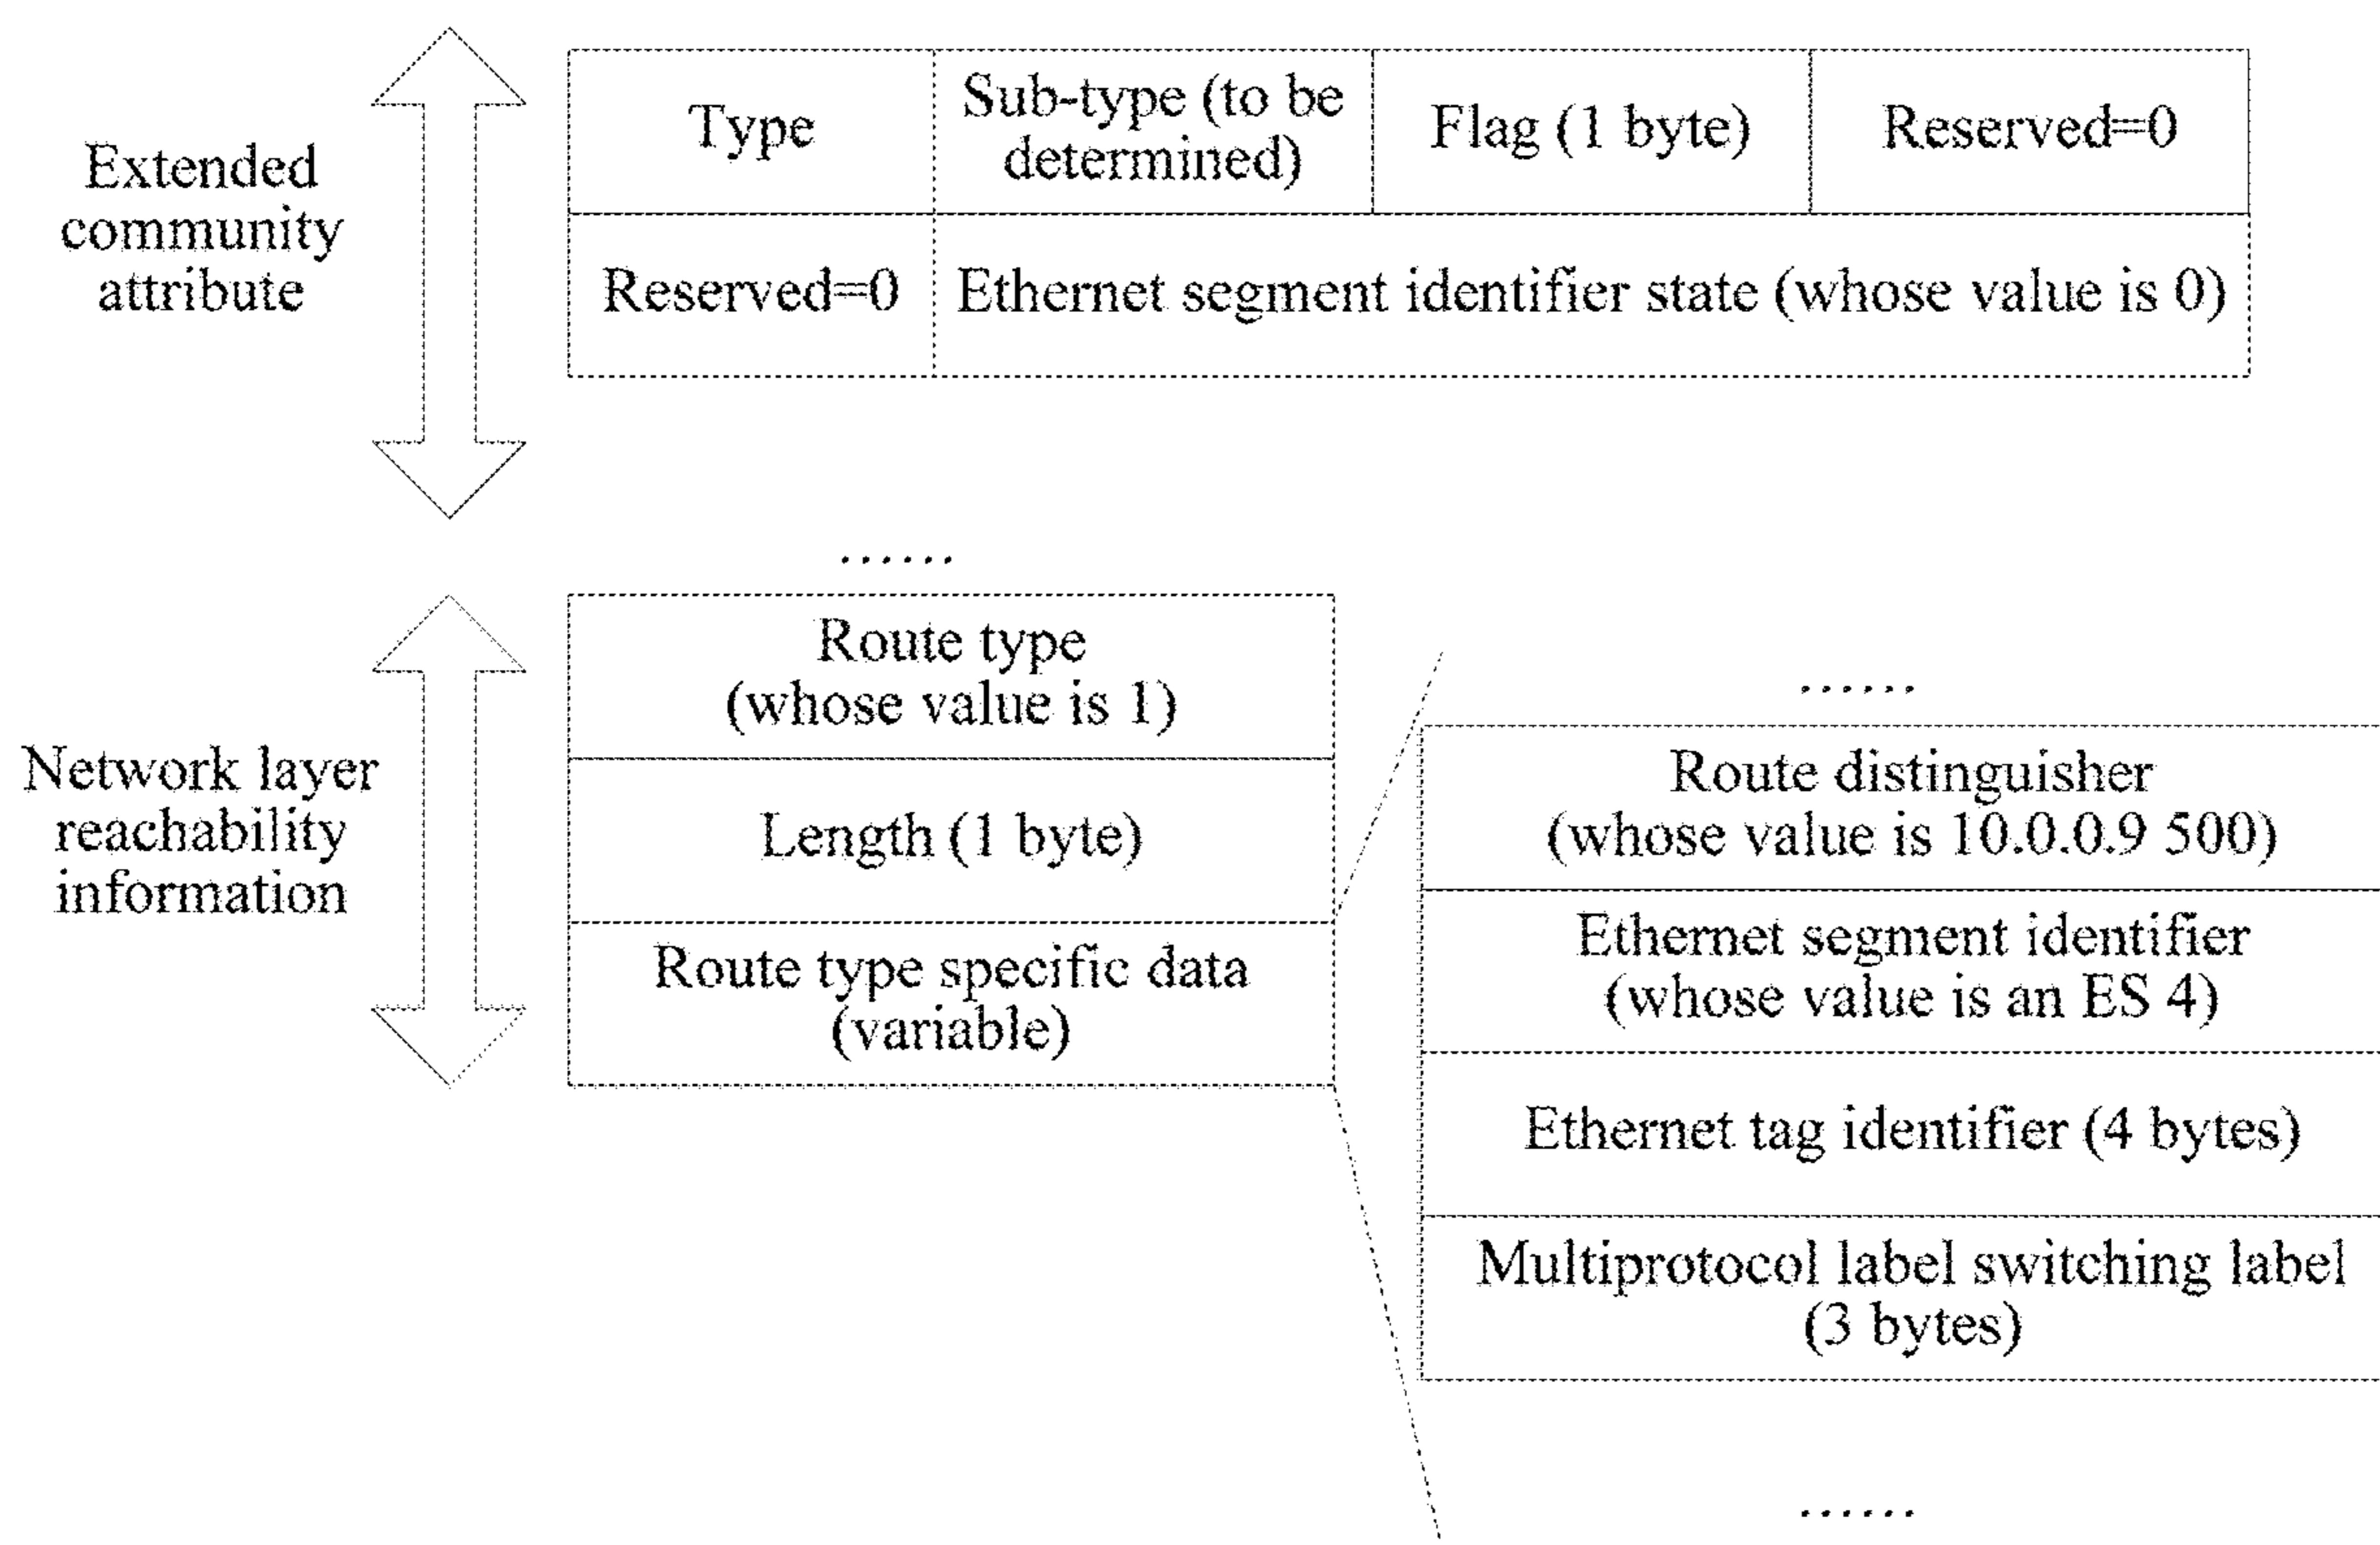 Extended
community
attribute
Type
Sub-type (to be
determined)
Flag (1 byte)
Reserved=0
Reserved=0
Ethernet segment identifier state (whose value is 0)
......
Network layer
reachability
information
Route type
(whose value is 1)
Length (1 byte)
Route type specific data
(variable)
......
Route distinguisher
(whose value is 10.0.0.9 500)
Ethernet segment identifier
(whose value is an ES 4)
Ethernet tag identifier (4 bytes)
Multiprotocol label switching label
(3 bytes)
......